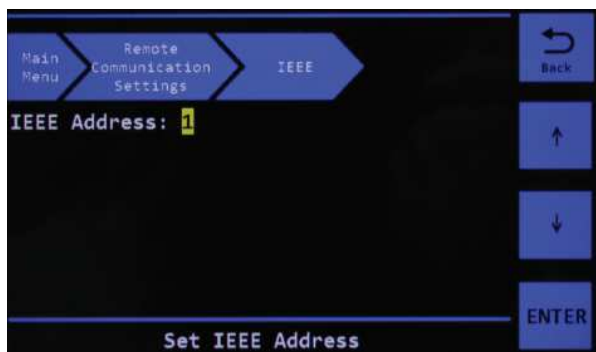 Main
Menu
Remote
Communication
Settings
IEEE
Back
IEEE Address: 1
ENTER
Set IEEE Address